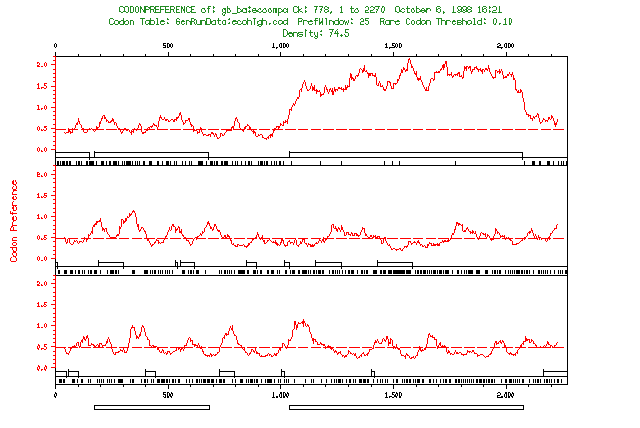 CODONPREFERENCE of: gb_ba:ecoompa Ck: 778, 1 to 2270 October 6, 1998 16:21
Codon Table: GenRunData:ecohigh.cod PrefWindow: 25 Rare Codon Threshold: 0.10
Density: 74.5
0 500 1,000 1,500 2,000
2.0
1.5
1.0
0.5
0.0
2.0
1.5
1.0
0.5
0.0
Codon Preference
2.0
1.5
1.0
0.5
0.0
0 500 1,000 1,500 2,000